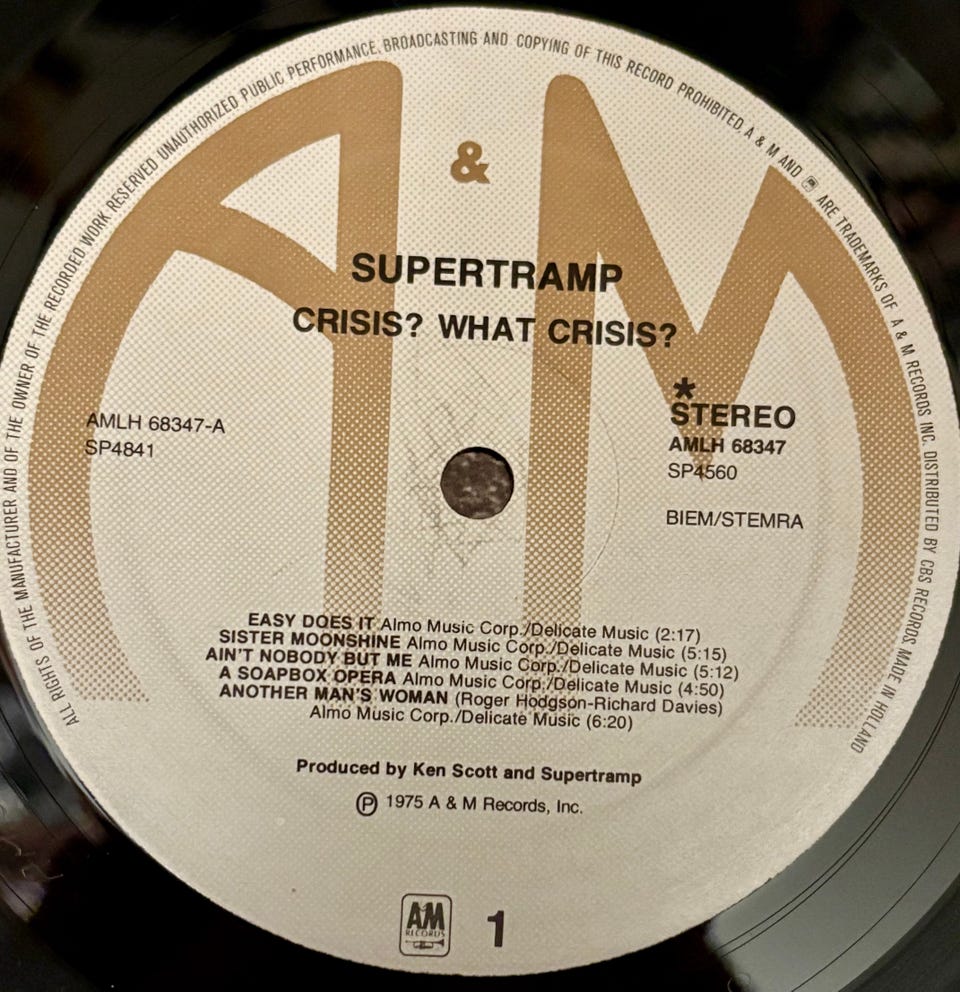 ALL RIGHTS OF THE MANUFACTURER AND OF THE OWNER OF THE RECORDED WORK RESERVED UNAUTHORIZED PUBLIC PERFORMANCE, BROADCASTING AND COPYING OF THIS RECORD PROHIBITED A & M AND ARE TRADEMARKS OF A & M RECORDS INC. DISTRIBUTED BY CBS RECORDS MADE IN HOLLAND
A & M
SUPERTRAMP
CRISIS? WHAT CRISIS?
AMLH 68347-A
SP4841
*
STEREO
AMLH 68347
SP4560
BIEM/STEMRA
EASY DOES IT Almo Music Corp./Delicate Music (2:17)
SISTER MOONSHINE Almo Music Corp./Delicate Music (5:15)
AIN'T NOBODY BUT ME Almo Music Corp./Delicate Music (5:12)
A SOAPBOX OPERA Almo Music Corp./Delicate Music (4:50)
ANOTHER MAN'S WOMAN (Roger Hodgson-Richard Davies)
Almo Music Corp./Delicate Music (6:20)
Produced by Ken Scott and Supertramp
Ⓟ 1975 A & M Records, Inc.
AM
RECORDS
1